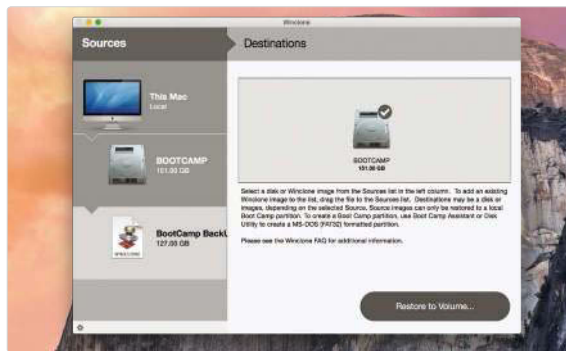 Winclone
Sources
Destinations
This Mac
Local
BOOTCAMP
151.00 GB
BootCamp BackU
127.00 GB
BOOTCAMP
151.00 GB
Select a disk or Winclone image from the Sources list in the left column. To add an existing
Winclone image to the list, drag the file to the Sources list. Destinations may be a disk or
images, depending on the selected Source. Source images can only be restored to a local
Boot Camp partition. To create a Boot Camp partition, use Boot Camp Assistant or Disk
Utility to create a MS-DOS (FAT32) formatted partition.
Please see the Winclone FAQ for additional information.
Restore to Volume...